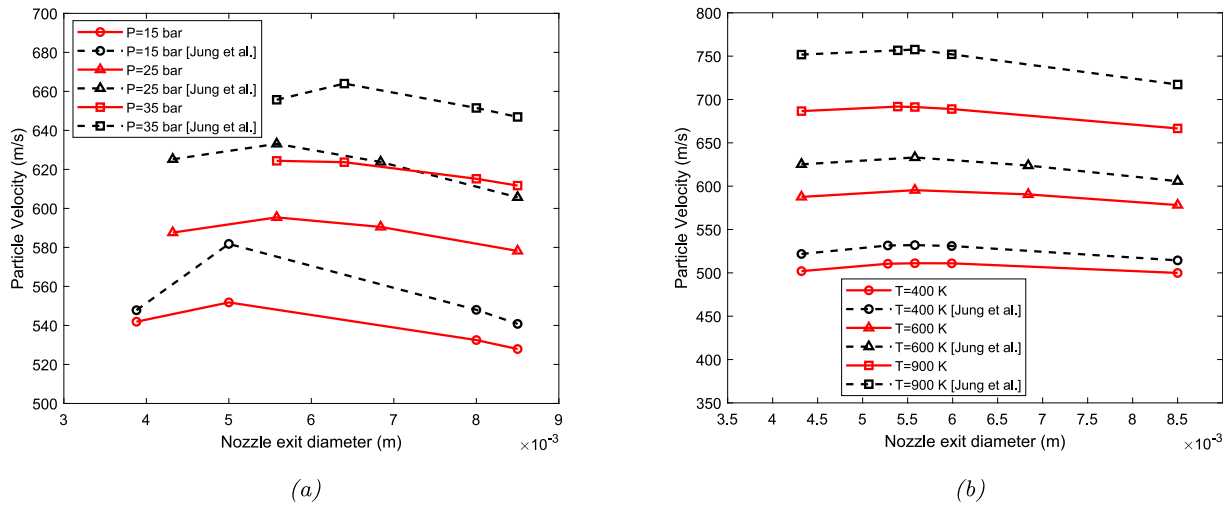 700
680
660
640
620
600
580
560
540
520
500
Particle Velocity (m/s)
P=15 bar
P=15 bar [Jung et al.]
P=25 bar
P=25 bar [Jung et al.]
P=35 bar
P=35 bar [Jung et al.]
3 4 5 6 7 8 9
Nozzle exit diameter (m)
×10⁻³
(a)
800
750
700
650
600
550
500
450
400
350
Particle Velocity (m/s)
T=400 K
T=400 K [Jung et al.]
T=600 K
T=600 K [Jung et al.]
T=900 K
T=900 K [Jung et al.]
3.5 4 4.5 5 5.5 6 6.5 7 7.5 8 8.5
Nozzle exit diameter (m)
×10⁻³
(b)